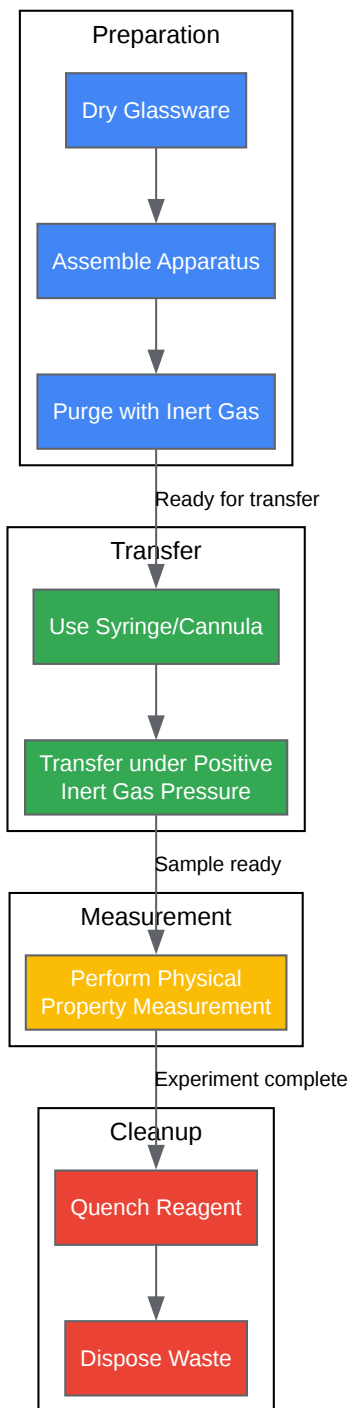 Preparation
Dry Glassware
Assemble Apparatus
Purge with Inert Gas
Ready for transfer
Transfer
Use Syringe/Cannula
Transfer under Positive
Inert Gas Pressure
Sample ready
Measurement
Perform Physical
Property Measurement
Experiment complete
Cleanup
Quench Reagent
Dispose Waste